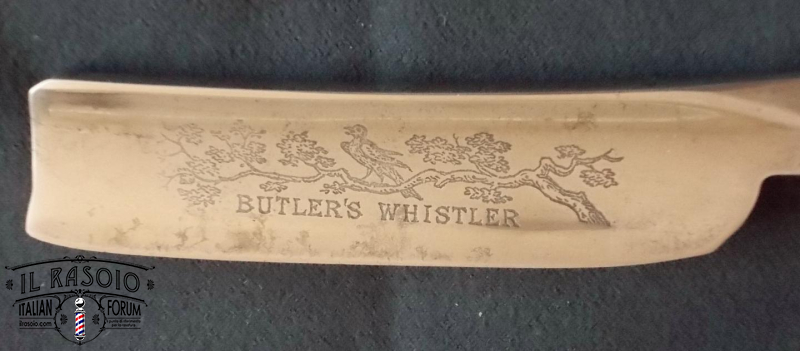 BUTLER'S WHISTLER
IL RASOIO
ITALIAN FORUM
ilrasoio.com